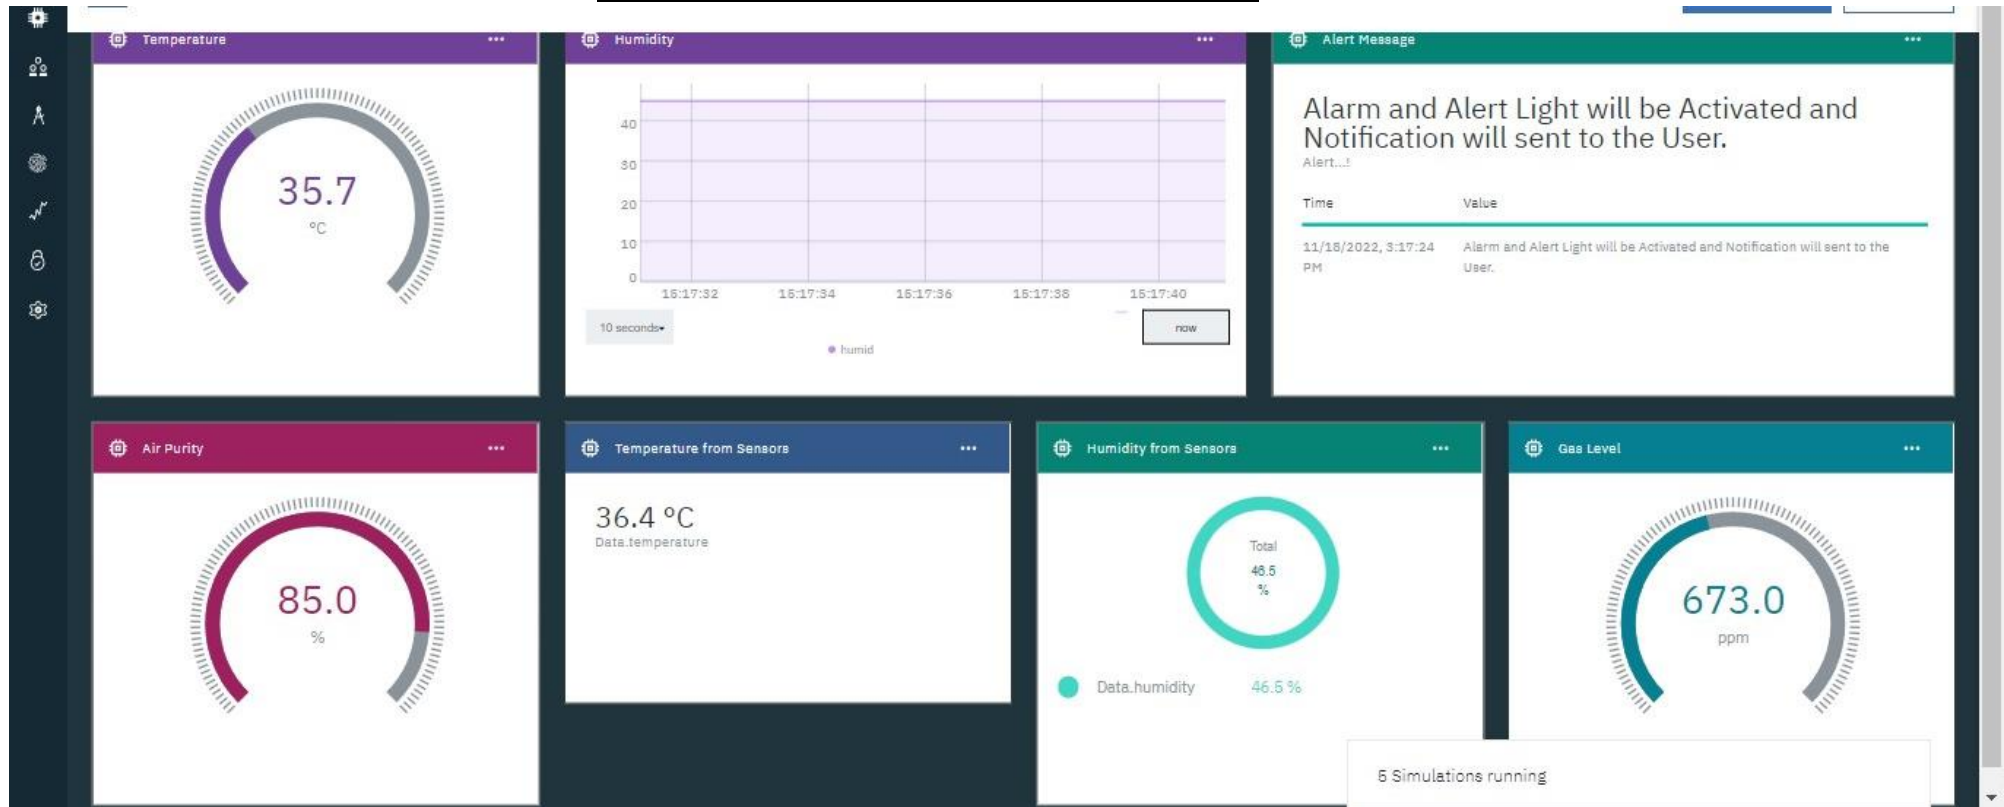 Temperature
Humidity
Alert Message
35.7
°C
40
30
20
10
0
15:17:32 15:17:34 15:17:36 15:17:38 15:17:40
10 seconds
now
humid
Alarm and Alert Light will be Activated and
Notification will sent to the User.
Alert...!
Time Value
11/18/2022, 3:17:24 Alarm and Alert Light will be Activated and Notification will sent to the
PM User.
Air Purity
Temperature from Sensors
Humidity from Sensors
Gas Level
85.0
%
36.4 °C
Data.temperature
Total
46.5
%
Data.humidity 46.5 %
673.0
ppm
5 Simulations running